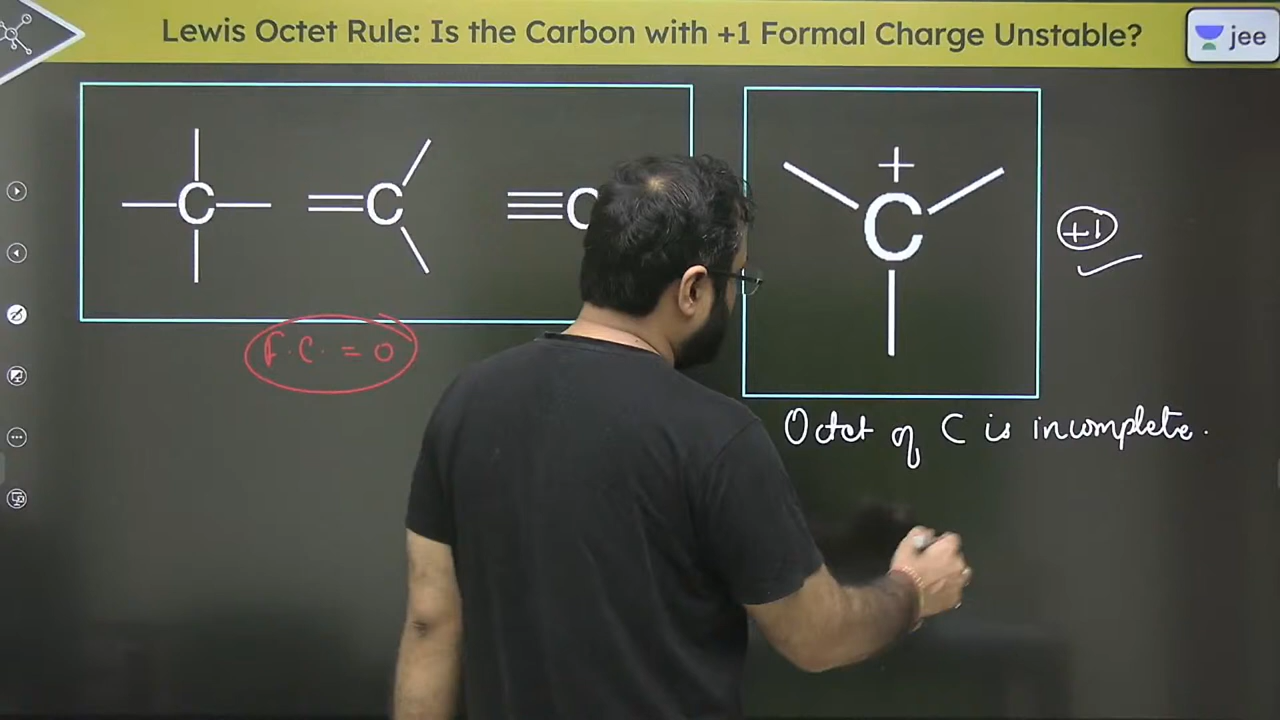 Lewis Octet Rule: Is the Carbon with +1 Formal Charge Unstable?
jee
C C C
+
C
+1
F.C. = 0
Octet of C is incomplete.